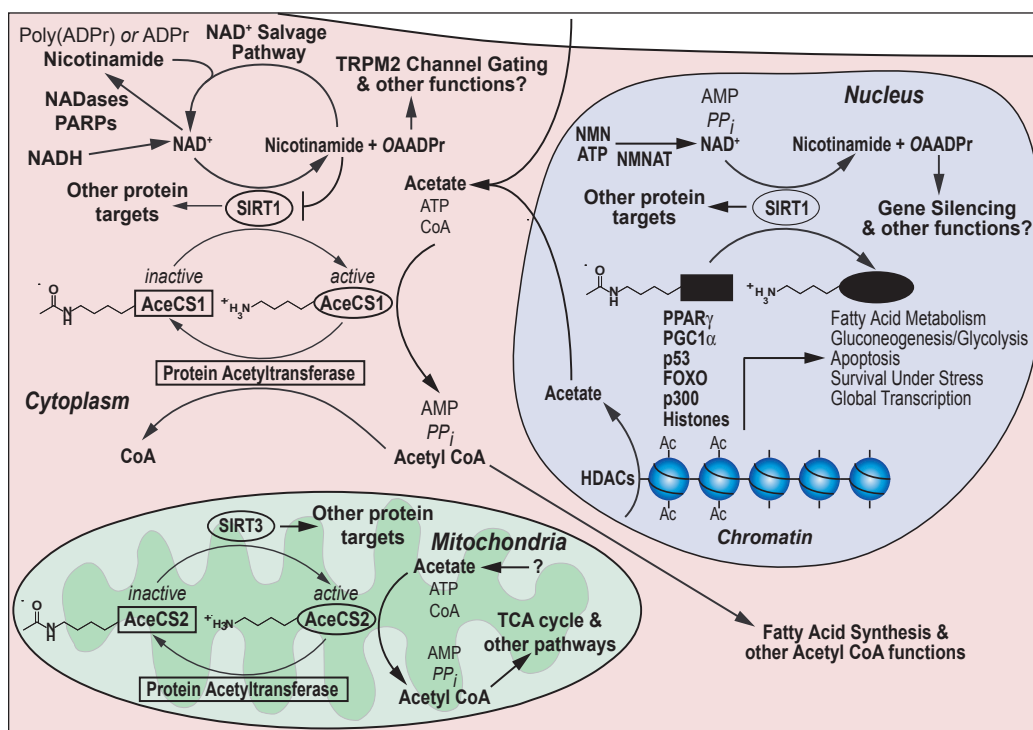 Poly(ADPr) or ADPr
Nicotinamide
NAD+ Salvage
Pathway
TRPM2 Channel Gating
& other functions?
NADases
PARPs
NADH
NAD+
Nicotinamide + OAADPr
Other protein
targets
SIRT1
Acetate
ATP
CoA
inactive
active
O
N
H
AceCS1
+H3N
AceCS1
Protein Acetyltransferase
Cytoplasm
CoA
AMP
PPi
Acetyl CoA
Nucleus
AMP
PPi
NMN
ATP
NMNAT
NAD+
Nicotinamide + OAADPr
Other protein
targets
SIRT1
Gene Silencing
& other functions?
O
N
H
+H3N
PPARγ
PGC1α
p53
FOXO
p300
Histones
Fatty Acid Metabolism
Gluconeogenesis/Glycolysis
Apoptosis
Survival Under Stress
Global Transcription
Acetate
HDACs
Ac
Ac
Ac
Ac
Chromatin
SIRT3
Other protein
targets
Mitochondria
Acetate
?
ATP
CoA
inactive
active
O
N
H
AceCS2
+H3N
AceCS2
Protein Acetyltransferase
AMP
PPi
Acetyl CoA
TCA cycle &
other pathways
Fatty Acid Synthesis &
other Acetyl CoA functions